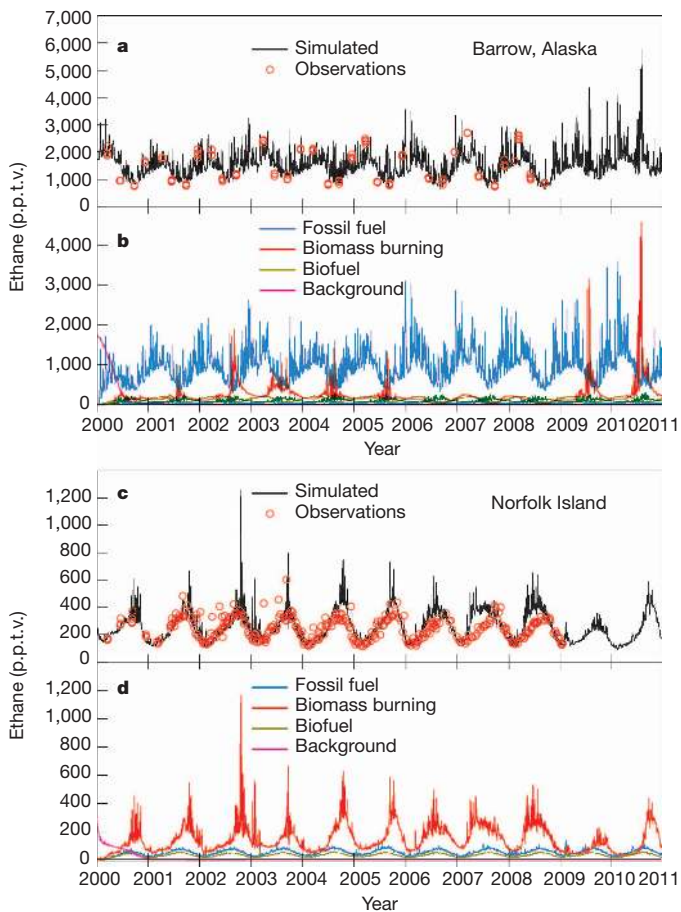 7,000
a
Simulated
Barrow, Alaska
6,000
Observations
5,000
4,000
3,000
2,000
1,000
0
Ethane (p.p.t.v.)
b
Fossil fuel
4,000
Biomass burning
Biofuel
3,000
Background
2,000
1,000
0
2000 2001 2002 2003 2004 2005 2006 2007 2008 2009 2010 2011
Year
c
Simulated
Norfolk Island
1,200
Observations
1,000
800
600
400
200
0
Ethane (p.p.t.v.)
d
Fossil fuel
1,200
Biomass burning
Biofuel
1,000
Background
800
600
400
200
0
2000 2001 2002 2003 2004 2005 2006 2007 2008 2009 2010 2011
Year